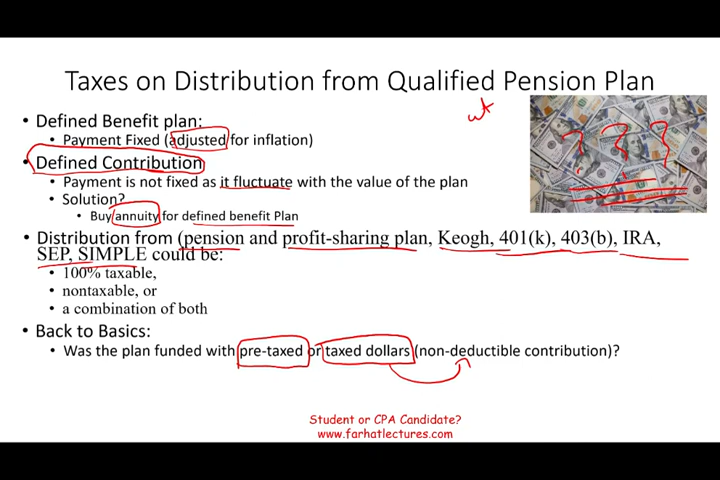 Taxes on Distribution from Qualified Pension Plan
• Defined Benefit plan:
• Payment Fixed (adjusted for inflation)
• Defined Contribution
• Payment is not fixed as it fluctuate with the value of the plan
• Solution?
• Buy annuity for defined benefit Plan
• Distribution from (pension and profit-sharing plan, Keogh, 401(k), 403(b), IRA,
SEP, SIMPLE could be:
• 100% taxable,
• nontaxable, or
• a combination of both
• Back to Basics:
• Was the plan funded with pre-taxed or taxed dollars (non-deductible contribution)?
Student or CPA Candidate?
www.farhatlectures.com